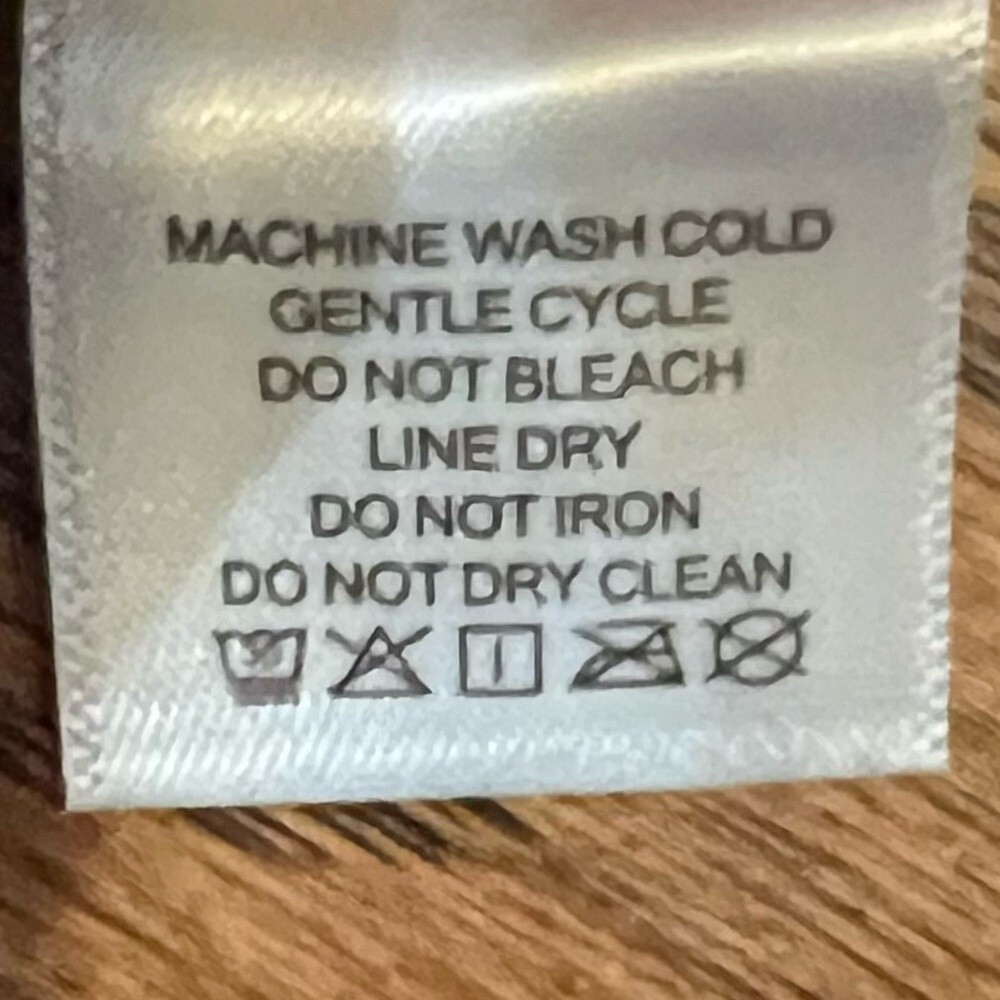 MACHINE WASH COLD
GENTLE CYCLE
DO NOT BLEACH
LINE DRY
DO NOT IRON
DO NOT DRY CLEAN